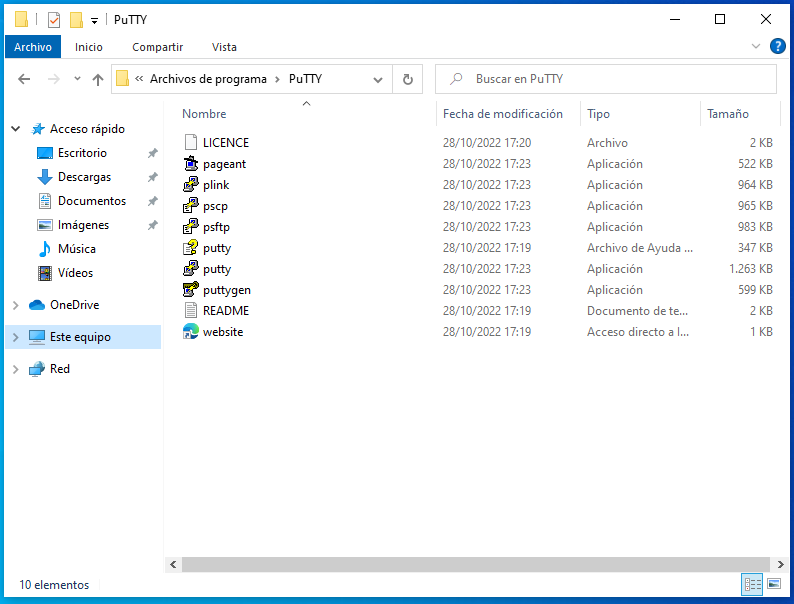 PuTTY
Archivo Inicio Compartir Vista
« Archivos de programa › PuTTY
Buscar en PuTTY
Nombre Fecha de modificación Tipo Tamaño
Acceso rápido
Escritorio
Descargas
Documentos
Imágenes
Música
Vídeos
OneDrive
Este equipo
Red
LICENCE 28/10/2022 17:20 Archivo 2 KB
pageant 28/10/2022 17:23 Aplicación 522 KB
plink 28/10/2022 17:23 Aplicación 964 KB
pscp 28/10/2022 17:23 Aplicación 965 KB
psftp 28/10/2022 17:23 Aplicación 983 KB
putty 28/10/2022 17:19 Archivo de Ayuda ... 347 KB
putty 28/10/2022 17:23 Aplicación 1.263 KB
puttygen 28/10/2022 17:23 Aplicación 599 KB
README 28/10/2022 17:19 Documento de te... 2 KB
website 28/10/2022 17:19 Acceso directo a l... 1 KB
10 elementos